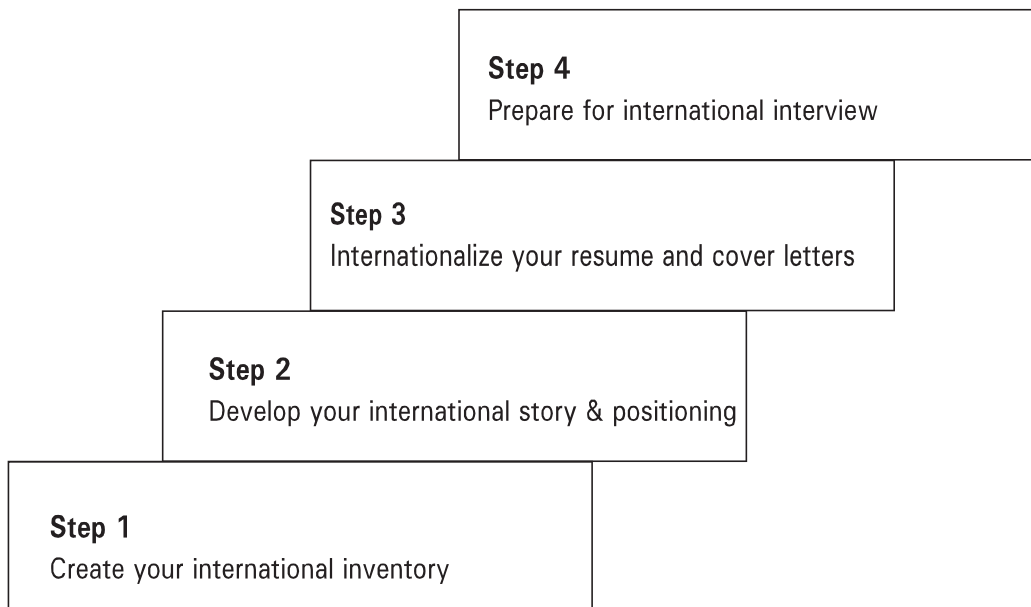 Step 4
Prepare for international interview
Step 3
Internationalize your resume and cover letters
Step 2
Develop your international story & positioning
Step 1
Create your international inventory